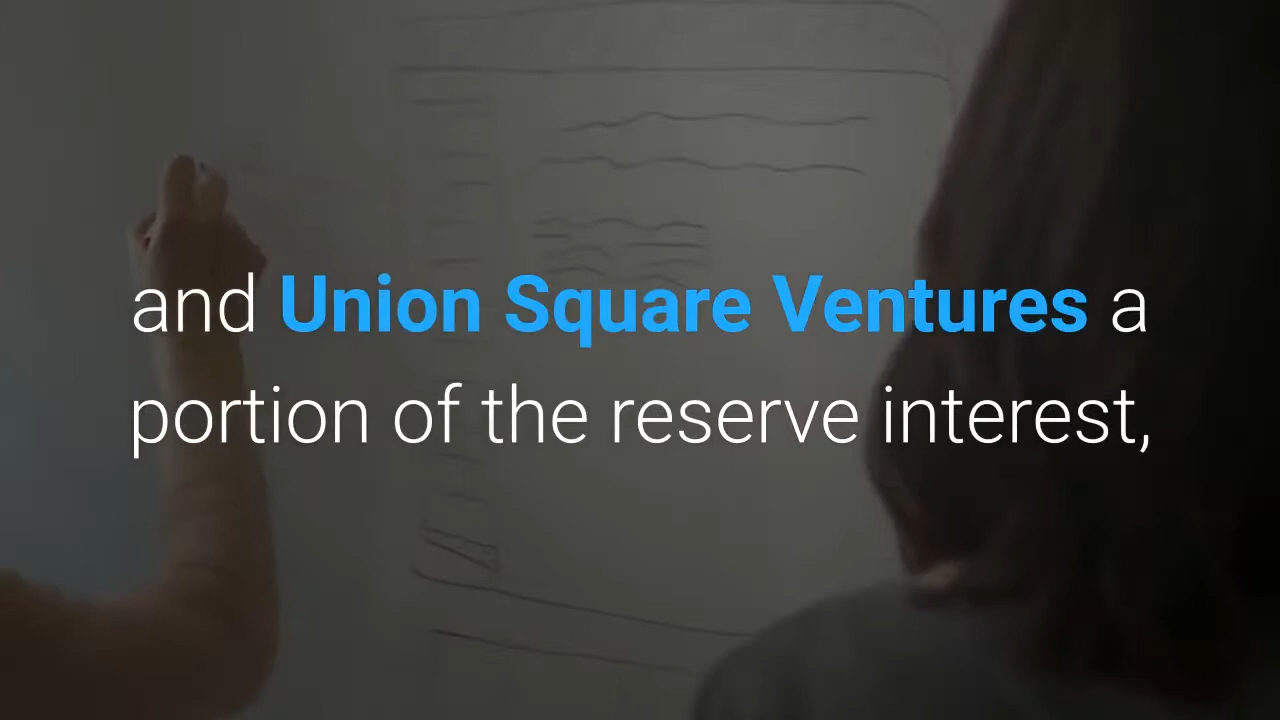 and Union Square Ventures a
portion of the reserve interest,